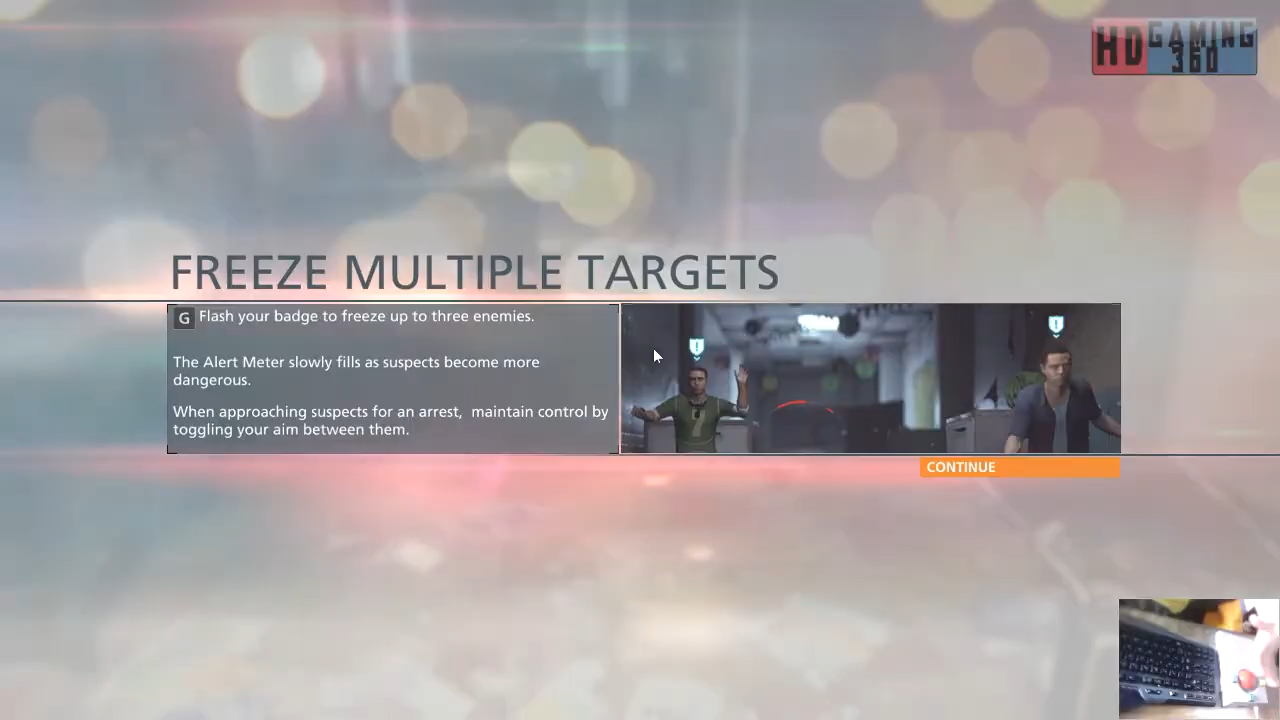 HD GAMING
360
FREEZE MULTIPLE TARGETS
G Flash your badge to freeze up to three enemies.
The Alert Meter slowly fills as suspects become more
dangerous.
When approaching suspects for an arrest, maintain control by
toggling your aim between them.
CONTINUE